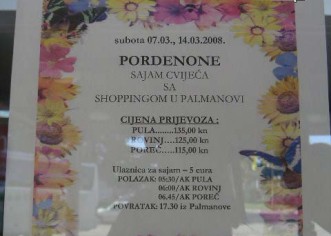 subota 07.03., 14.03.2008.
PORDENONE
SAJAM CVIJEĆA
SA
SHOPPINGOM U PALMANOVI
CIJENA PRIJEVOZA :
PULA......135,00 kn
ROVINJ....125,00 kn
POREČ.....115,00 kn
Ulaznica za sajam – 5 eura
POLAZAK: 05:30/AK PULA
06:00/AK ROVINJ
06,45/AK POREČ
POVRATAK: 17.30 iz Palmanove